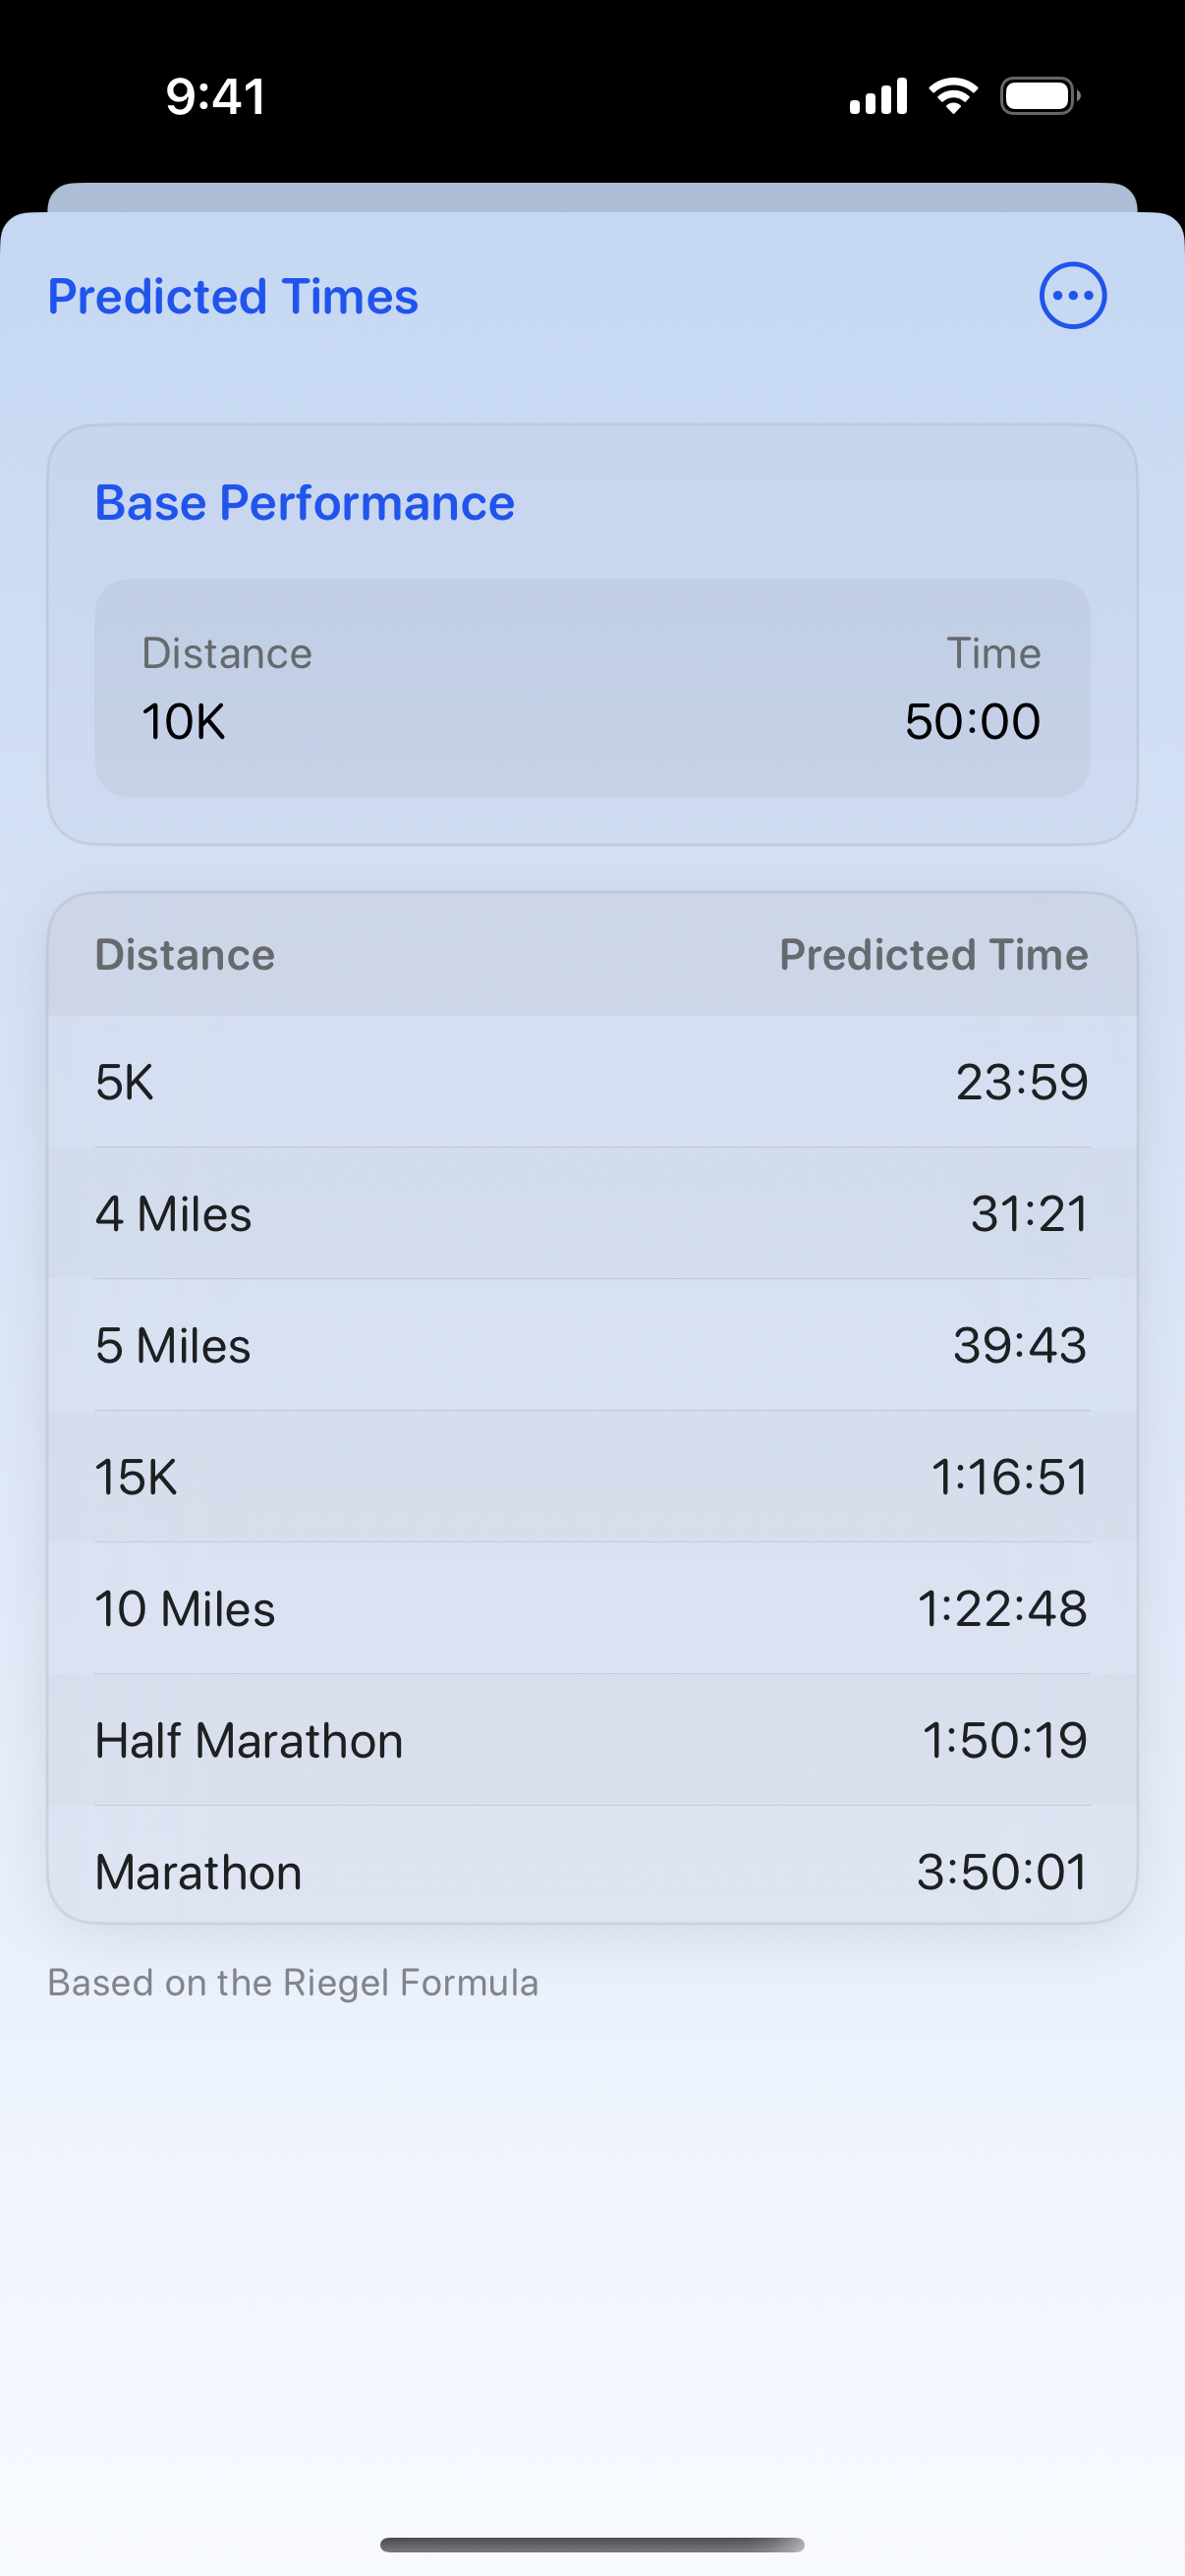 9:41
Predicted Times
Base Performance
Distance Time
10K 50:00
Distance Predicted Time
5K 23:59
4 Miles 31:21
5 Miles 39:43
15K 1:16:51
10 Miles 1:22:48
Half Marathon 1:50:19
Marathon 3:50:01
Based on the Riegel Formula